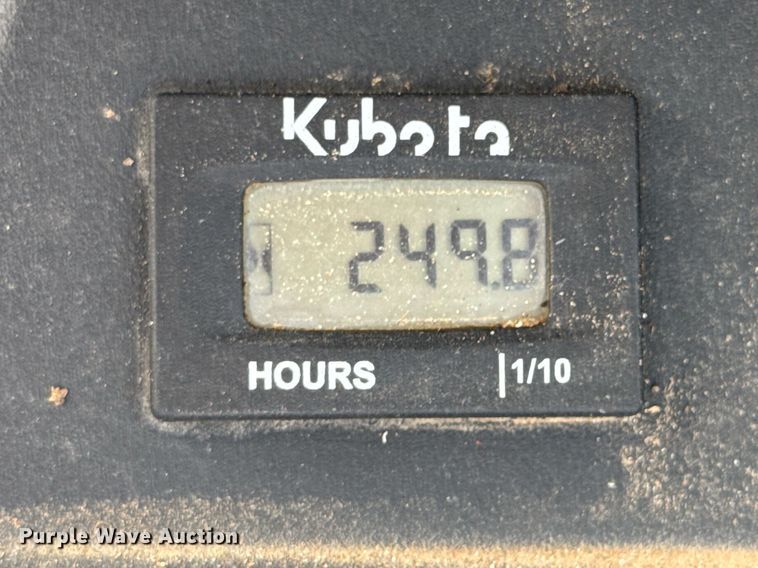 Kubota
249.8
HOURS |1/10
Purple Wave Auction